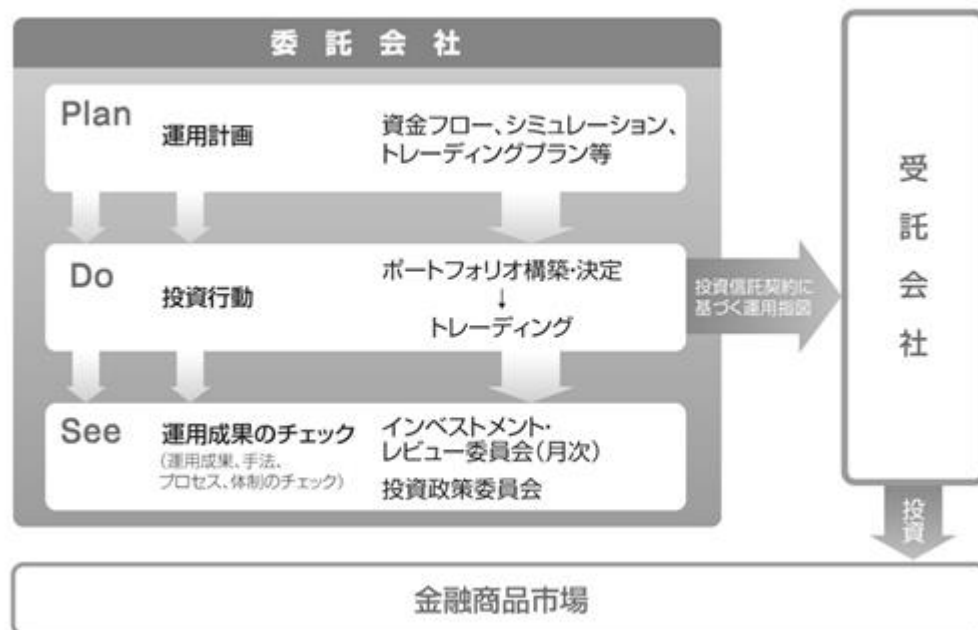 委託会社
Plan
運用計画
資金フロー、シミュレーション、
トレーディングプラン等
Do
投資行動
ポートフォリオ構築・決定
↓
トレーディング
See
運用成果のチェック
(運用成果、手法、
プロセス、体制のチェック)
インベストメント・
レビュー委員会(月次)
投資政策委員会
投資信託契約に
基づく運用指図
受託会社
投資
金融商品市場